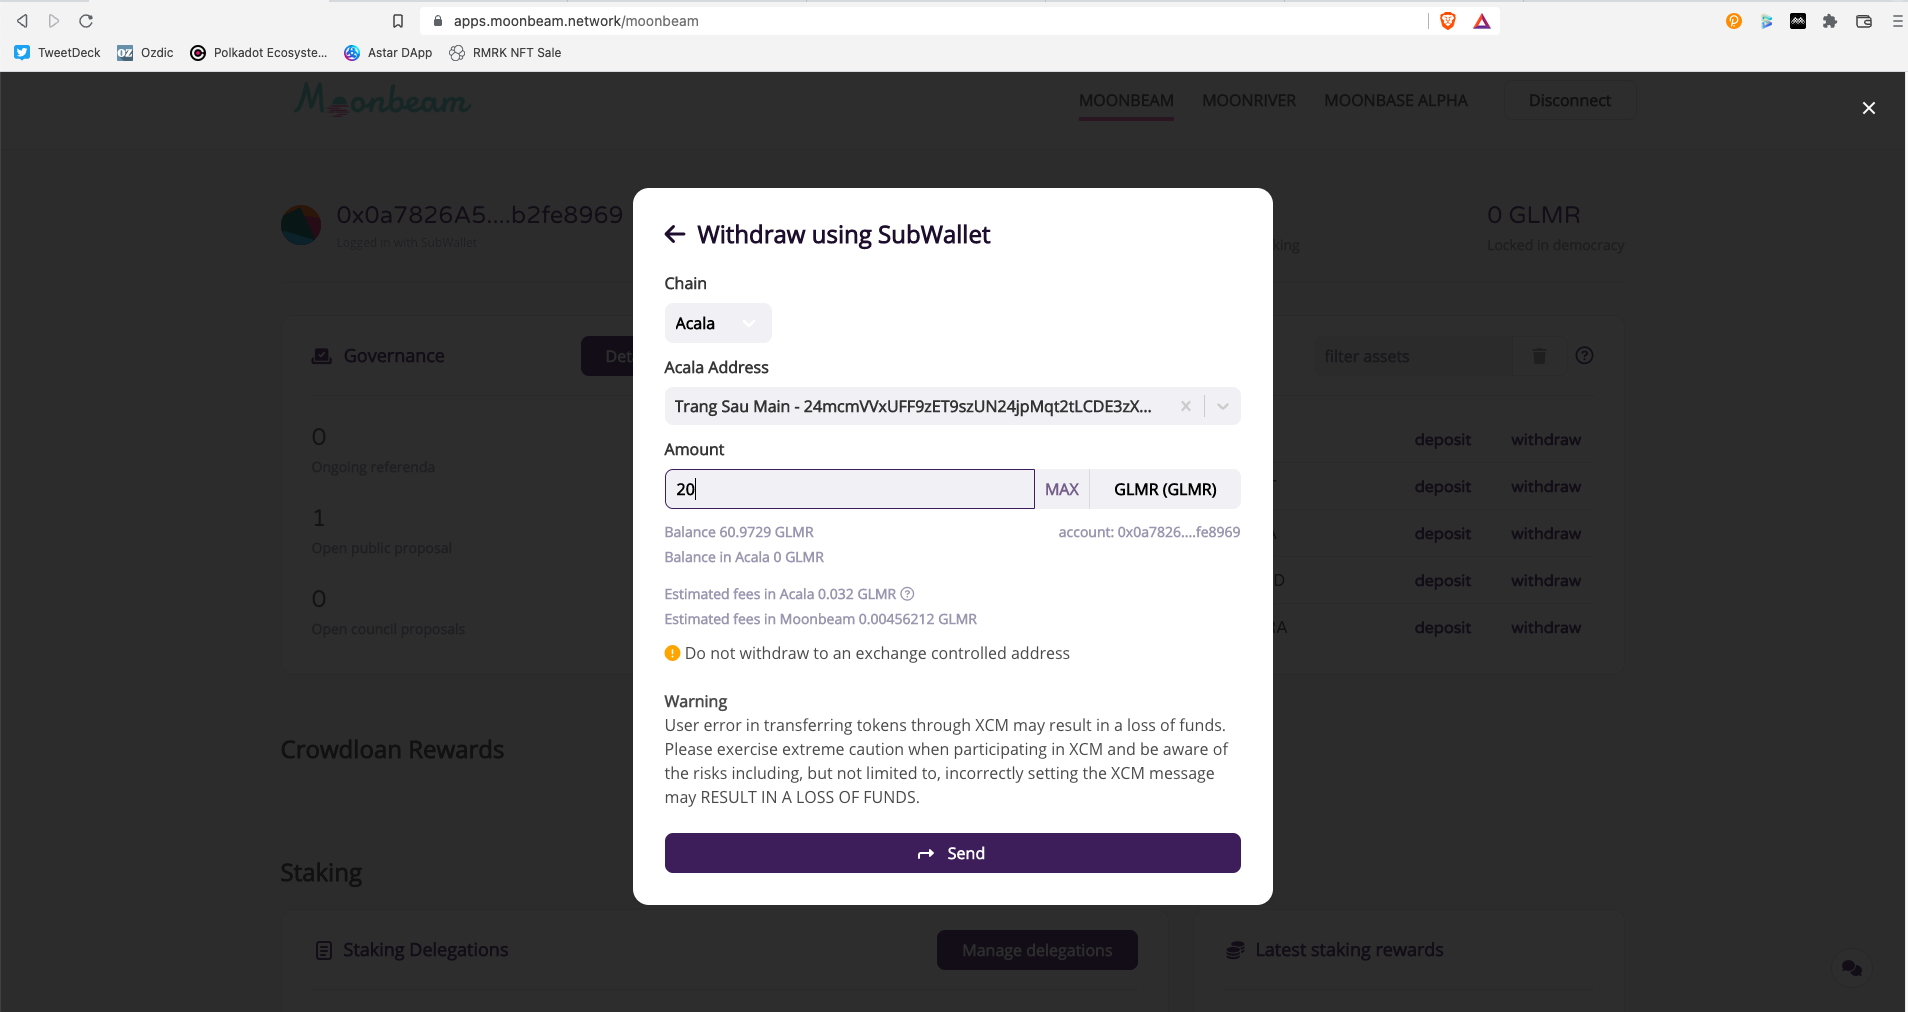 apps.moonbeam.network/moonbeam
TweetDeck
OZ Ozdic
Polkadot Ecosyste...
Astar DApp
RMRK NFT Sale
Moonbeam
MOONBEAM
MOONRIVER
MOONBASE ALPHA
Disconnect
0x0a7826A5....b2fe8969
Logged in with SubWallet
0 GLMR
Locked in democracy
king
Governance
Det
filter assets
0
Ongoing referenda
1
Open public proposal
0
Open council proposals
Withdraw using SubWallet
Chain
Acala
Acala Address
Trang Sau Main - 24mcmVVxUFF9zET9szUN24jpMqt2tLCDE3zX...
Amount
20
MAX
GLMR (GLMR)
Balance 60.9729 GLMR
account: 0x0a7826....fe8969
Balance in Acala 0 GLMR
Estimated fees in Acala 0.032 GLMR
Estimated fees in Moonbeam 0.00456212 GLMR
Do not withdraw to an exchange controlled address
Warning
User error in transferring tokens through XCM may result in a loss of funds.
Please exercise extreme caution when participating in XCM and be aware of
the risks including, but not limited to, incorrectly setting the XCM message
may RESULT IN A LOSS OF FUNDS.
Send
deposit withdraw
deposit withdraw
deposit withdraw
D deposit withdraw
RA deposit withdraw
Crowdloan Rewards
Staking
Staking Delegations
Manage delegations
Latest staking rewards